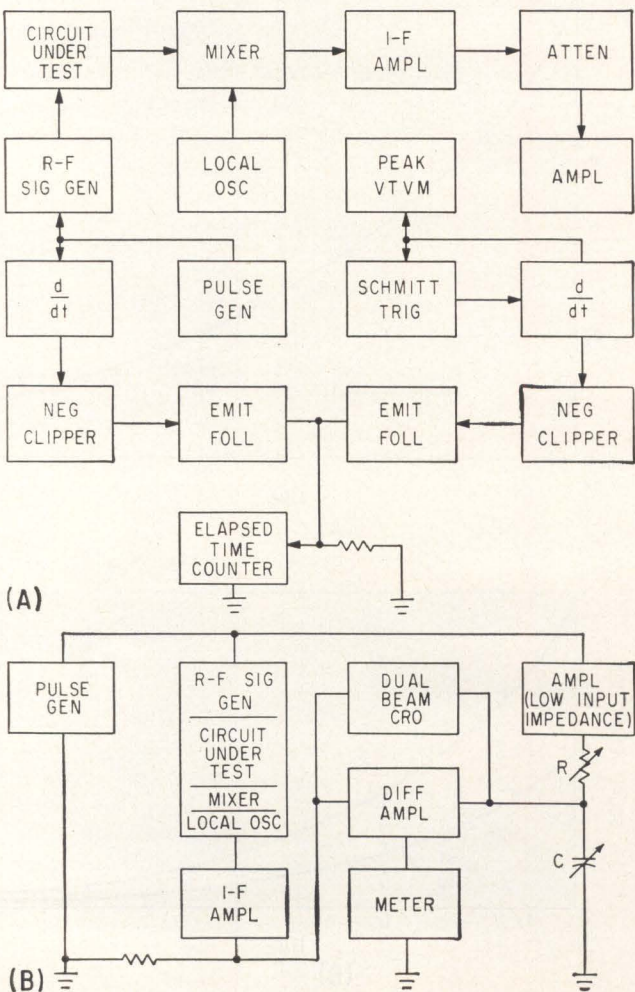 CIRCUIT
UNDER
TEST
MIXER
I-F
AMPL
ATTEN
R-F
SIG GEN
LOCAL
OSC
PEAK
VTVM
AMPL
d
dt
PULSE
GEN
SCHMITT
TRIG
d
dt
NEG
CLIPPER
EMIT
FOLL
EMIT
FOLL
NEG
CLIPPER
ELAPSED
TIME
COUNTER
(A)
PULSE
GEN
R-F SIG
GEN
CIRCUIT
UNDER
TEST
MIXER
LOCAL OSC
DUAL
BEAM
CRO
AMPL
(LOW INPUT
IMPEDANCE)
R
DIFF
AMPL
C
I-F
AMPL
METER
(B)